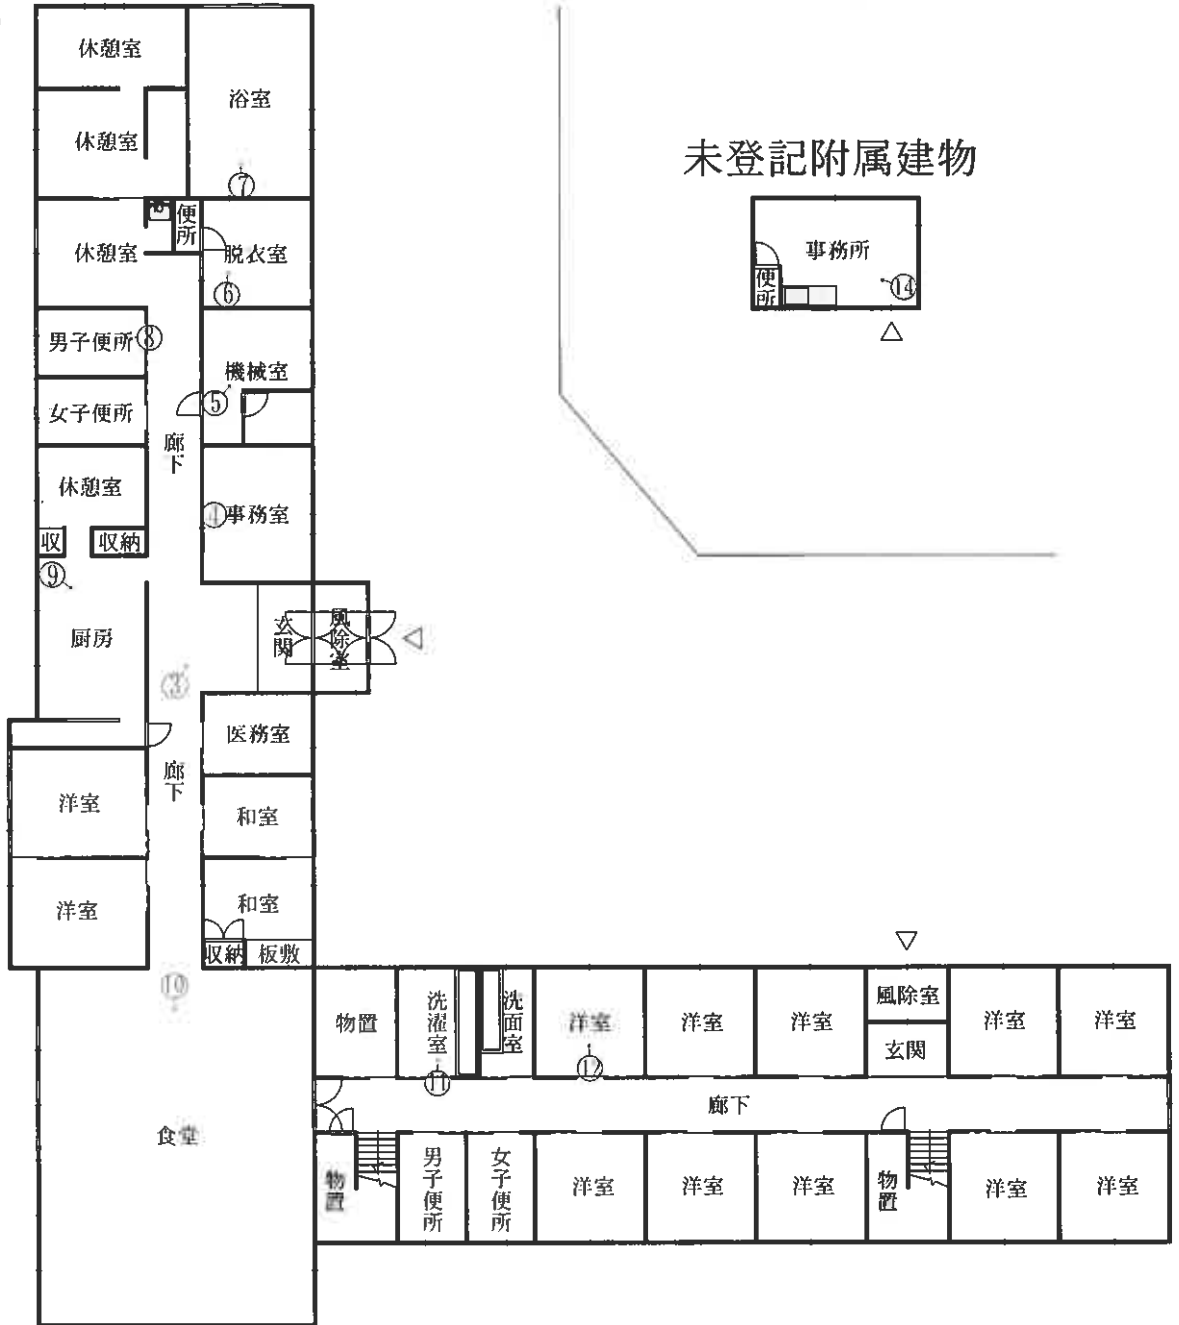 休憩室
浴室
休憩室
⑦
未登記附属建物
便所
休憩室
脱衣室
⑥
事務所
便所
⑭
男子便所
⑧
機械室
⑤
女子便所
廊下
休憩室
④
事務室
収
収納
⑨
厨房
玄関
風除室
③
医務室
廊下
洋室
和室
洋室
和室
収納
板敷
⑩
物置
洗濯室
洗面室
洋室
洋室
洋室
風除室
洋室
洋室
玄関
⑪
⑫
廊下
食堂
物置
男子便所
女子便所
洋室
洋室
洋室
物置
洋室
洋室